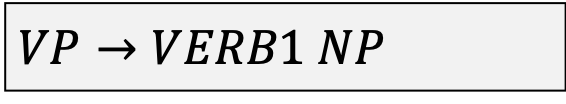 VP → VERB1 NP